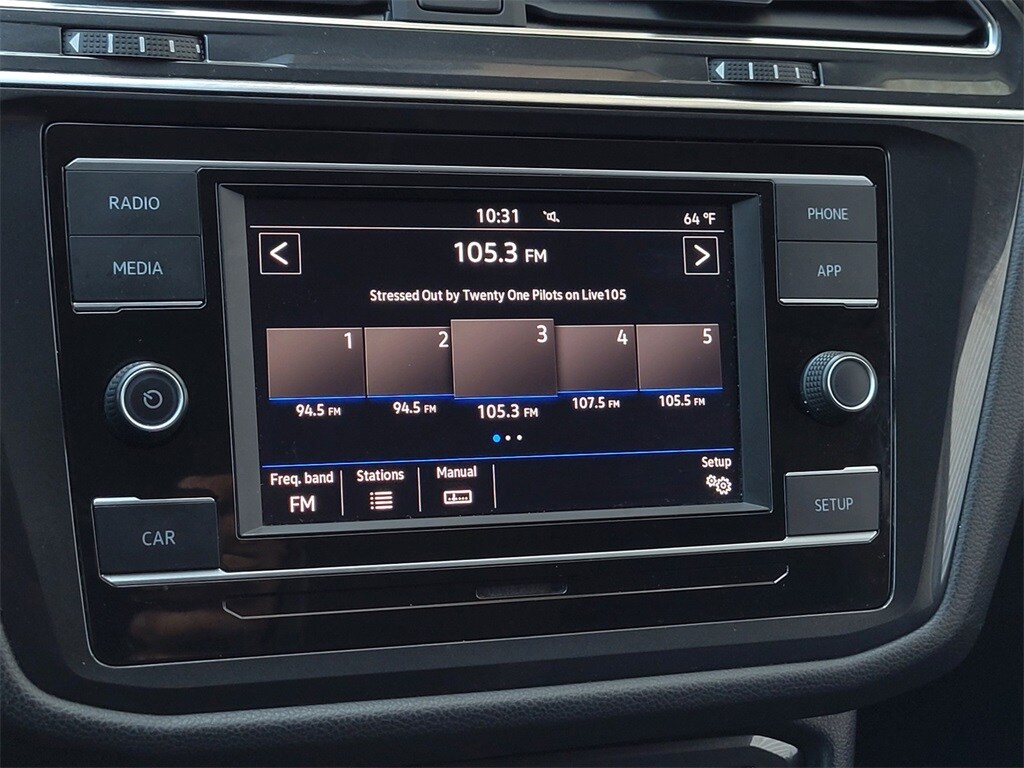 RADIO
MEDIA
CAR
10:31
64 °F
<
105.3 FM
>
Stressed Out by Twenty One Pilots on Live105
1 2 3 4 5
94.5 FM 94.5 FM 105.3 FM 107.5 FM 105.5 FM
Freq. band Stations Manual Setup
FM
PHONE
APP
SETUP